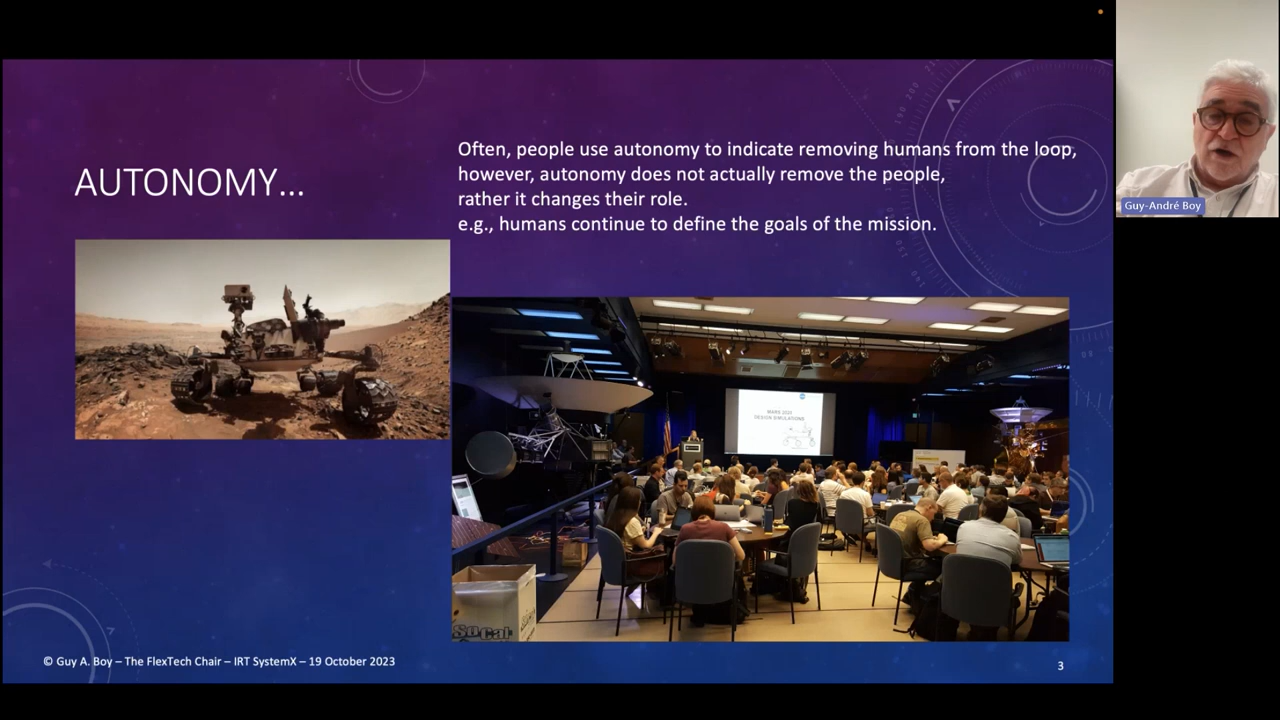 AUTONOMY...
Often, people use autonomy to indicate removing humans from the loop,
however, autonomy does not actually remove the people,
rather it changes their role.
e.g., humans continue to define the goals of the mission.
MARS 2020
DESIGN SIMULATIONS
SoCal
© Guy A. Boy – The FlexTech Chair – IRT SystemX – 19 October 2023
3
Guy-André Boy